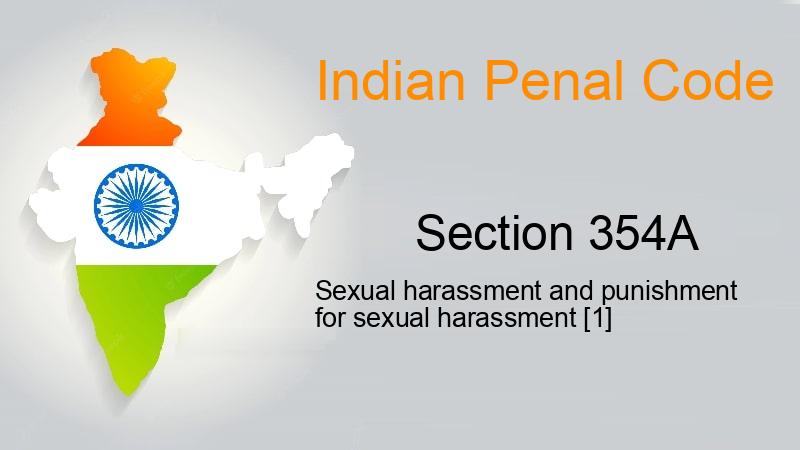 Indian Penal Code
Section 354A
Sexual harassment and punishment
for sexual harassment [1]